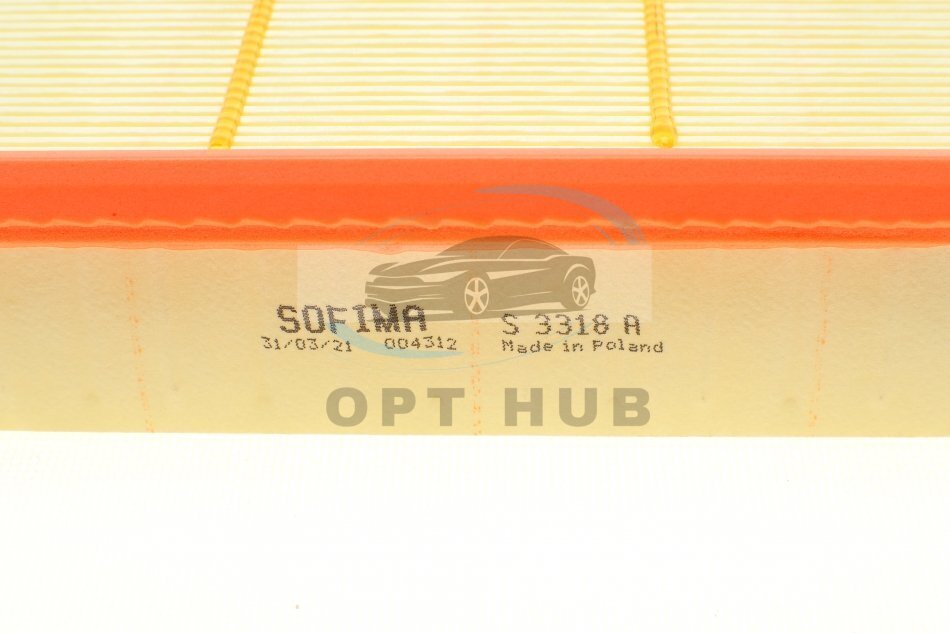 SOFIMA S 3318 A
31/03/21 004312 Made in Poland
OPT HUB